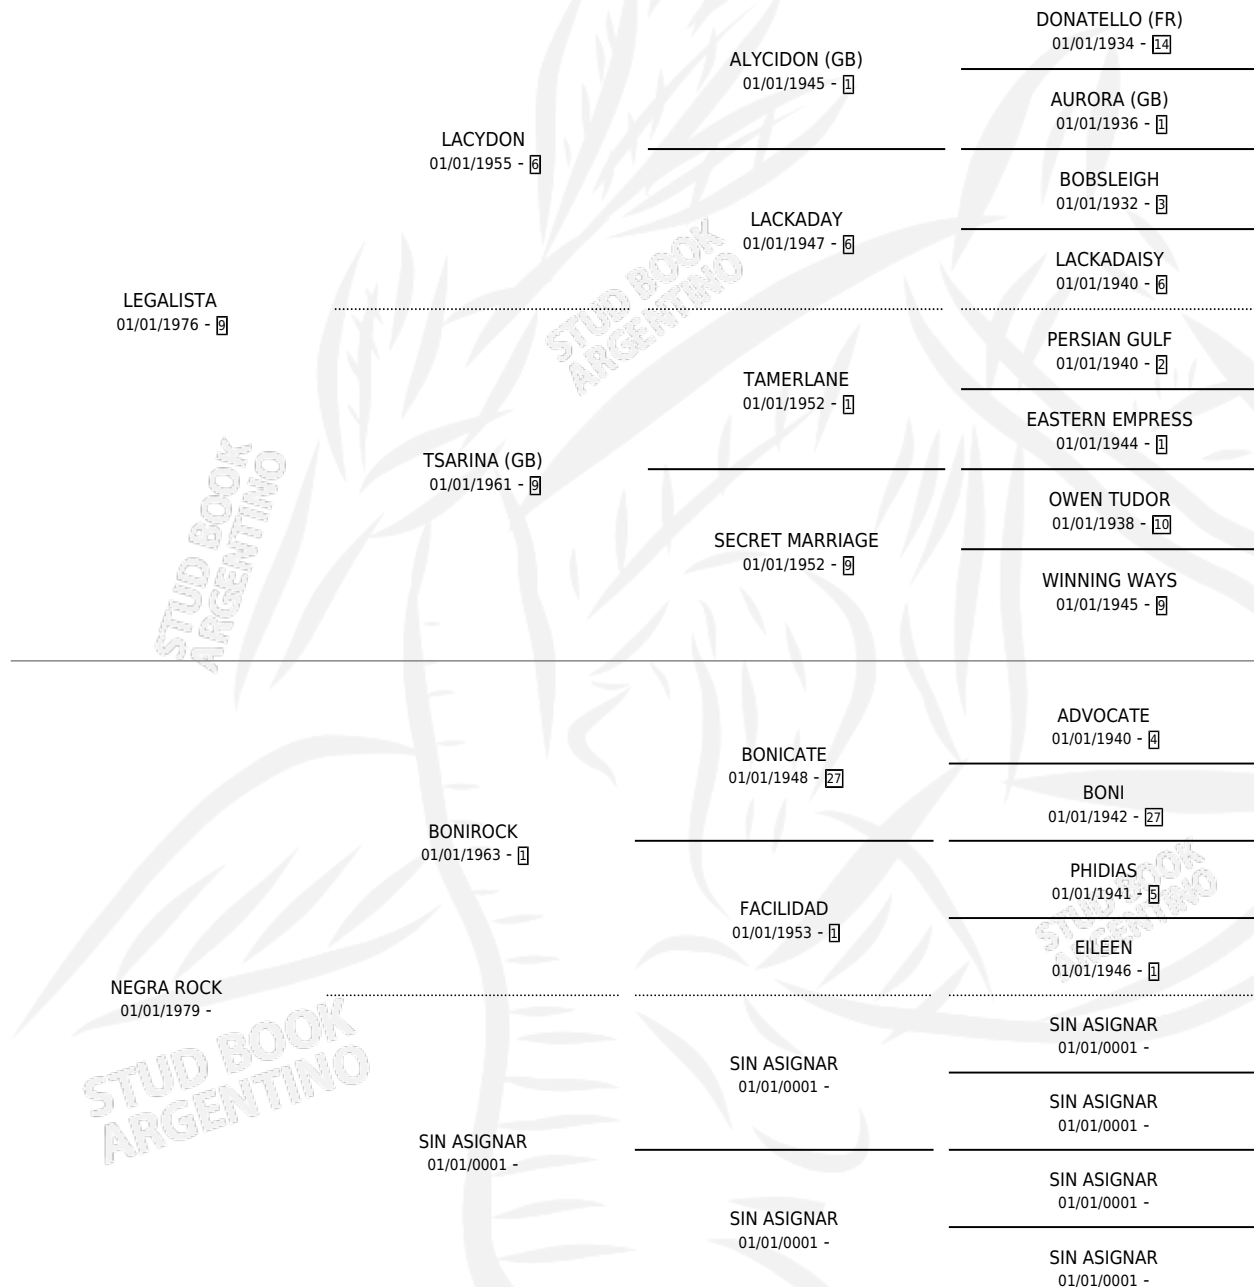 DONATELLO (FR)
01/01/1934 - 14
ALYCIDON (GB)
01/01/1945 - 1
AURORA (GB)
01/01/1936 - 1
LACYDON
01/01/1955 - 6
BOBSLEIGH
01/01/1932 - 3
LACKADAY
01/01/1947 - 6
LACKADAISY
01/01/1940 - 6
STUD BOOK
ARGENTINO
LEGALISTA
01/01/1976 - 9
PERSIAN GULF
01/01/1940 - 2
TAMERLANE
01/01/1952 - 1
EASTERN EMPRESS
01/01/1944 - 1
TSARINA (GB)
01/01/1961 - 9
OWEN TUDOR
01/01/1938 - 10
SECRET MARRIAGE
01/01/1952 - 9
WINNING WAYS
01/01/1945 - 9
STUD BOOK
ARGENTINO
ADVOCATE
01/01/1940 - 4
BONICATE
01/01/1948 - 27
BONI
01/01/1942 - 27
BONIROCK
01/01/1963 - 1
PHIDIAS
01/01/1941 - 5
STUD BOOK
ARGENTINO
FACILIDAD
01/01/1953 - 1
EILEEN
01/01/1946 - 1
NEGRA ROCK
01/01/1979 -
STUD BOOK
ARGENTINO
SIN ASIGNAR
01/01/0001 -
SIN ASIGNAR
01/01/0001 -
SIN ASIGNAR
01/01/0001 -
SIN ASIGNAR
01/01/0001 -
SIN ASIGNAR
01/01/0001 -
SIN ASIGNAR
01/01/0001 -
SIN ASIGNAR
01/01/0001 -